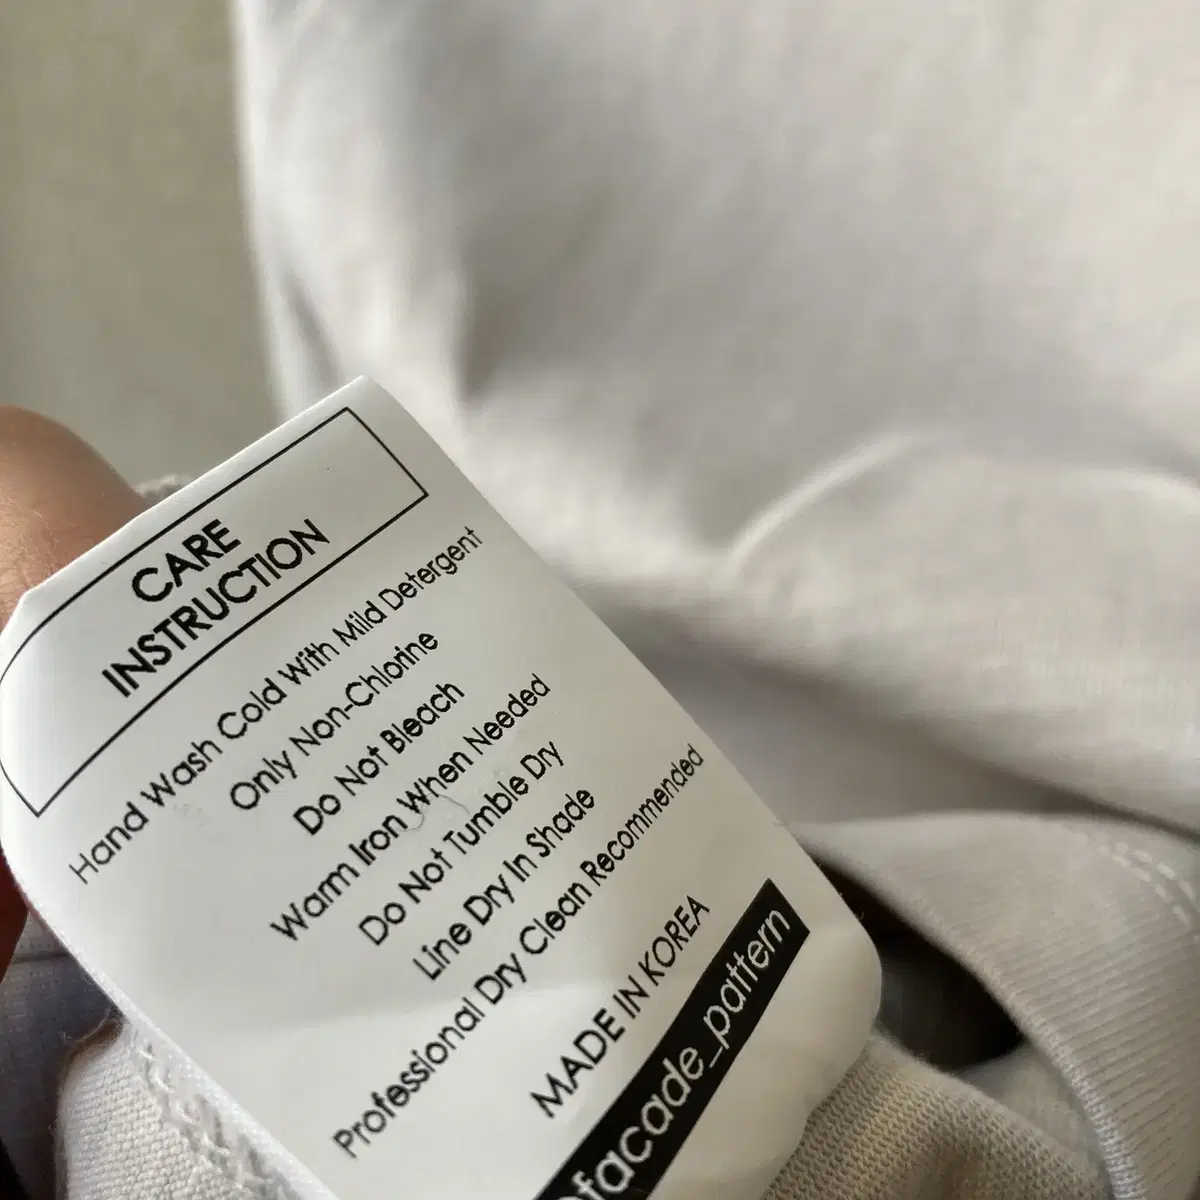 CARE
INSTRUCTION
Hand Wash Cold With Mild Detergent
Only Non-Chlorine
Do Not Bleach
Warm Iron When Needed
Do Not Tumble Dry
Line Dry In Shade
Professional Dry Clean Recommended
MADE IN KOREA
facade_pattern